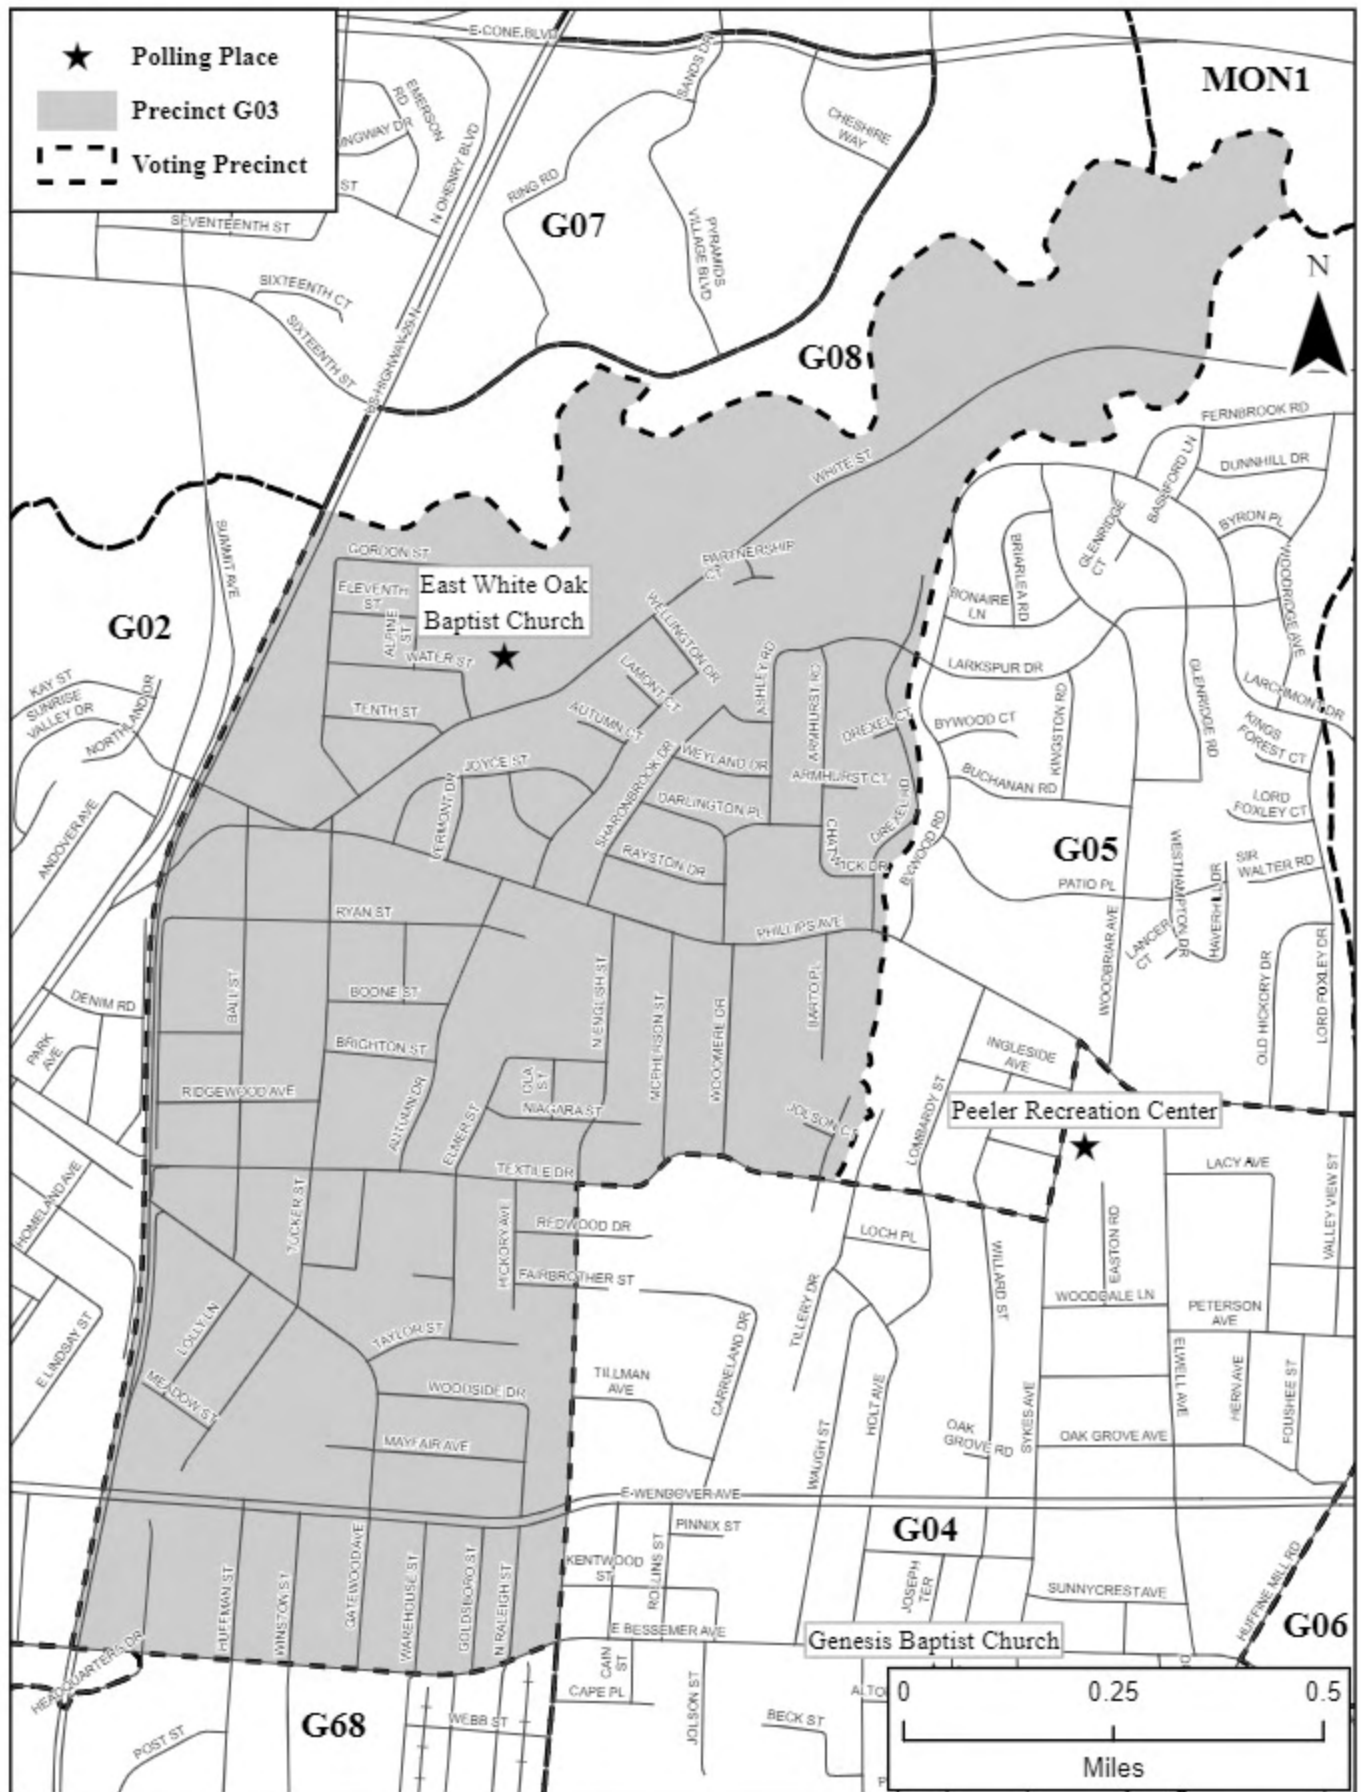 Polling Place
Precinct G03
Voting Precinct
E CONE BLVD
SANDS DR
MON1
EMERSON
RD
INGWAY DR
CHESHIRE
WAY
N OHENRY BLVD
ST
RING RD
G07
SEVENTEENTH ST
PYRAMIDS
VILLAGE BLVD
N
SIXTEENTH CT
SIXTEENTH ST
US HIGHWAY 29 N
G08
FERNBROOK RD
BASHFORD LN
DUNNHILL DR
WHITE ST
GLENRIDGE
CT
BYRON PL
SUMMIT AVE
GORDON ST
PARTNERSHIP
CT
BRIARLEA RD
WOODRIDGE AVE
East White Oak
Baptist Church
ELEVENTH
ST
ALPINE
ST
BONAIRE
LN
WELLINGTON DR
G02
WATER ST
LAMONT CT
ASHLEY RD
ARMHURST RD
LARKSPUR DR
GLENRIDGE RD
LARCHMONT DR
KAY ST
SUNRISE
VALLEY DR
NORTHLAND DR
TENTH ST
AUTUMN CT
DREXEL CT
BYWOOD CT
KINGSTON RD
KINGS
FOREST CT
JOYCE ST
SHARONBROOK DR
WEYLAND DR
ARMHURST CT
BUCHANAN RD
VERMONT DR
DARLINGTON PL
DREXEL RD
LORD
FOXLEY CT
ANDOVER AVE
CHATWICK DR
BYWOOD RD
G05
RAYSTON DR
WESTHAMPTON DR
SIR
WALTER RD
PATIO PL
HAVERHILL DR
RYAN ST
PHILLIPS AVE
LANCER
CT
WOODBRIAR AVE
BALL ST
BOONE ST
N ENGLISH ST
MCPHERSON ST
WOODMERE DR
BARTO PL
OLD HICKORY DR
LORD FOXLEY DR
DENIM RD
PARK
AVE
BRIGHTON ST
INGLESIDE
AVE
RIDGEWOOD AVE
OLA
ST
NIAGARA ST
JOLSON CT
LOMBARDY ST
Peeler Recreation Center
AUTUMN DR
ELMER ST
TEXTILE DR
LACY AVE
VALLEY VIEW ST
HOMELAND AVE
TUCKER ST
HICKORY AVE
REDWOOD DR
LOCH PL
WILLARD ST
EASTON RD
FAIRBROTHER ST
TILLERY DR
WOODDALE LN
PETERSON
AVE
LOLLY LN
TAYLOR ST
CARRIELAND DR
E LINDSAY ST
MEADOW ST
WOODSIDE DR
TILLMAN
AVE
HOLT AVE
SYKES AVE
ELWELL AVE
HERN AVE
FOUSHEE ST
MAYFAIR AVE
WAUGH ST
OAK
GROVE RD
OAK GROVE AVE
E WENDOVER AVE
PINNIX ST
G04
HUFFMAN ST
WINSTON ST
GATEWOOD AVE
WAREHOUSE ST
GOLDSBORO ST
N RALEIGH ST
KENTWOOD
ST
ROLLINS ST
JOSEPH
TER
SUNNYCREST AVE
HUFFINE MILL RD
G06
HEADQUARTERS DR
E BESSEMER AVE
Genesis Baptist Church
CAIN
ST
CAPE PL
JOLSON ST
ALTO
G68
POST ST
WEBB ST
BECK ST
0 0.25 0.5
Miles